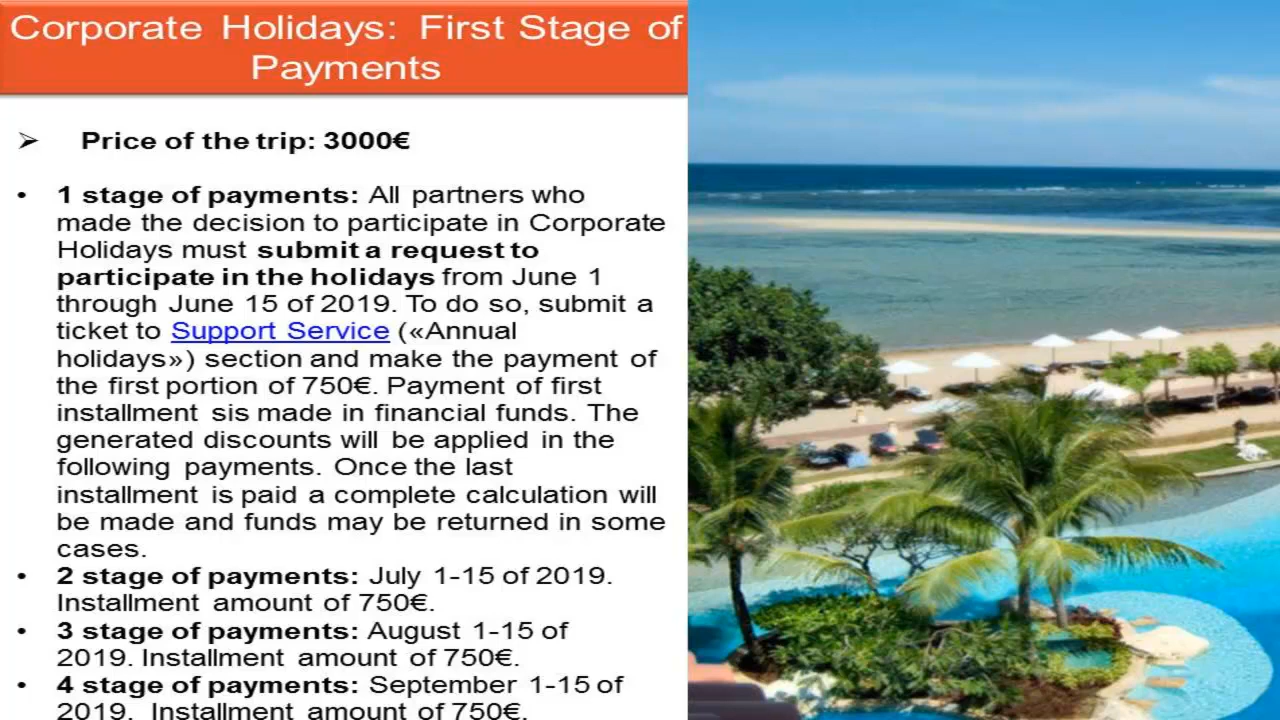 Corporate Holidays: First Stage of
Payments
➢ Price of the trip: 3000€
• 1 stage of payments: All partners who
made the decision to participate in Corporate
Holidays must submit a request to
participate in the holidays from June 1
through June 15 of 2019. To do so, submit a
ticket to Support Service («Annual
holidays») section and make the payment of
the first portion of 750€. Payment of first
installment sis made in financial funds. The
generated discounts will be applied in the
following payments. Once the last
installment is paid a complete calculation will
be made and funds may be returned in some
cases.
• 2 stage of payments: July 1-15 of 2019.
Installment amount of 750€.
• 3 stage of payments: August 1-15 of
2019. Installment amount of 750€.
• 4 stage of payments: September 1-15 of
2019. Installment amount of 750€.